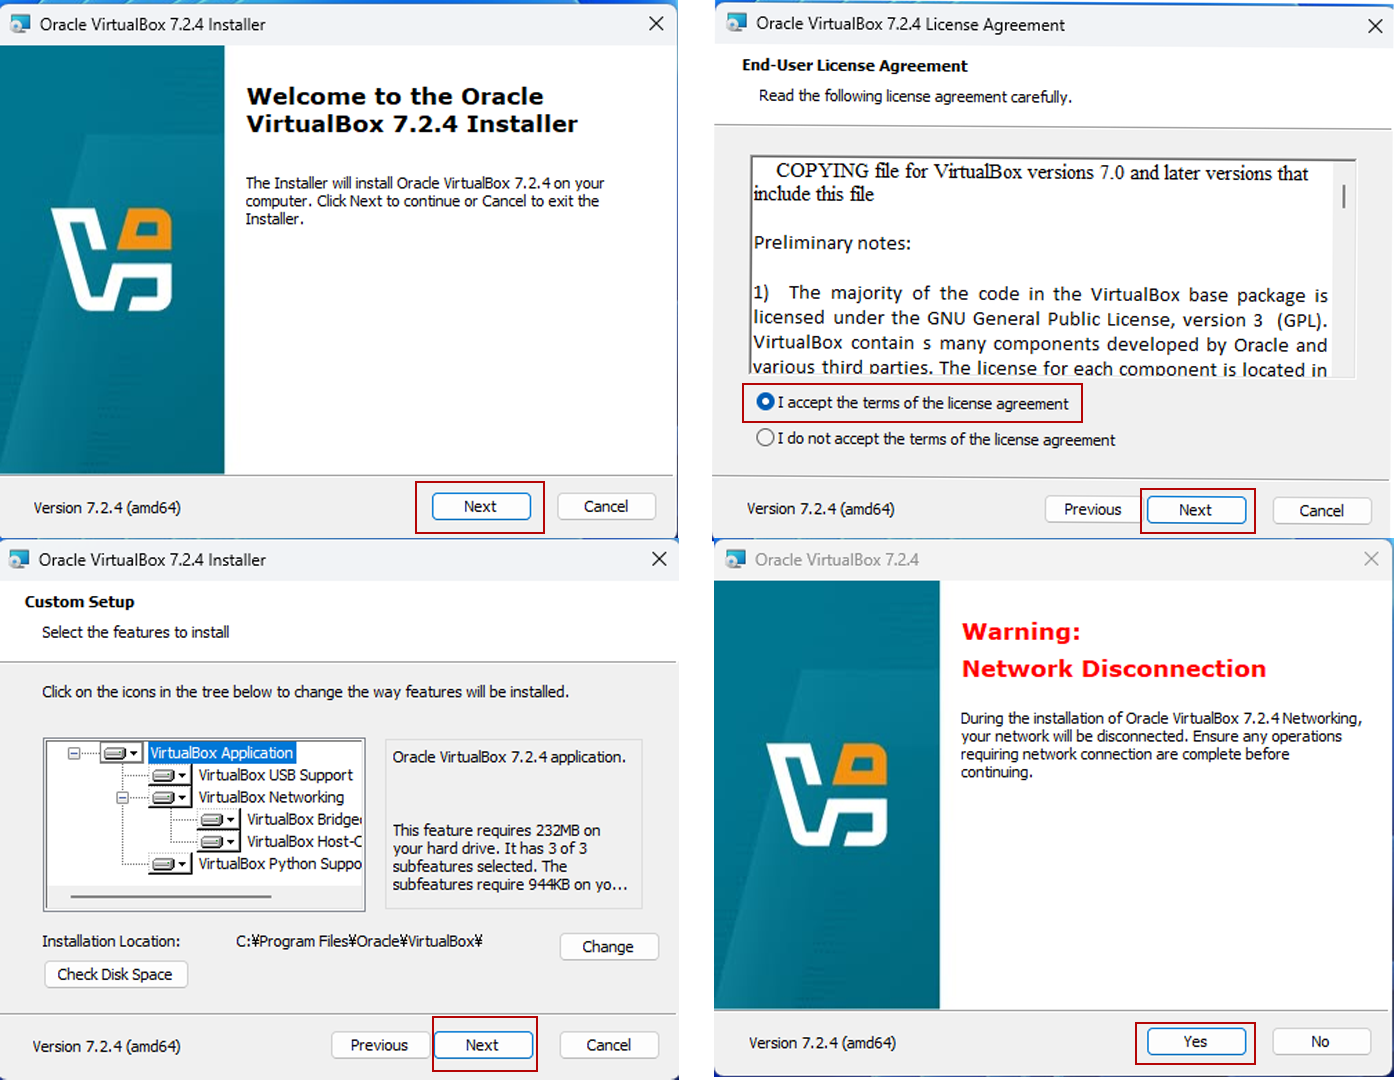 Oracle VirtualBox 7.2.4 Installer
Welcome to the Oracle
VirtualBox 7.2.4 Installer
The Installer will install Oracle VirtualBox 7.2.4 on your
computer. Click Next to continue or Cancel to exit the
Installer.
Version 7.2.4 (amd64)
Next
Cancel
Oracle VirtualBox 7.2.4 License Agreement
End-User License Agreement
Read the following license agreement carefully.
COPYING file for VirtualBox versions 7.0 and later versions that
include this file
Preliminary notes:
1) The majority of the code in the VirtualBox base package is
licensed under the GNU General Public License, version 3 (GPL).
VirtualBox contain s many components developed by Oracle and
various third parties. The license for each component is located in
I accept the terms of the license agreement
I do not accept the terms of the license agreement
Version 7.2.4 (amd64)
Previous
Next
Cancel
Oracle VirtualBox 7.2.4 Installer
Custom Setup
Select the features to install
Click on the icons in the tree below to change the way features will be installed.
VirtualBox Application
VirtualBox USB Support
VirtualBox Networking
VirtualBox Bridge
VirtualBox Host-C
VirtualBox Python Suppo
Oracle VirtualBox 7.2.4 application.
This feature requires 232MB on
your hard drive. It has 3 of 3
subfeatures selected. The
subfeatures require 944KB on yo...
Installation Location:
C:¥Program Files¥Oracle¥VirtualBox¥
Change
Check Disk Space
Version 7.2.4 (amd64)
Previous
Next
Cancel
Oracle VirtualBox 7.2.4
Warning:
Network Disconnection
During the installation of Oracle VirtualBox 7.2.4 Networking,
your network will be disconnected. Ensure any operations
requiring network connection are complete before
continuing.
Version 7.2.4 (amd64)
Yes
No